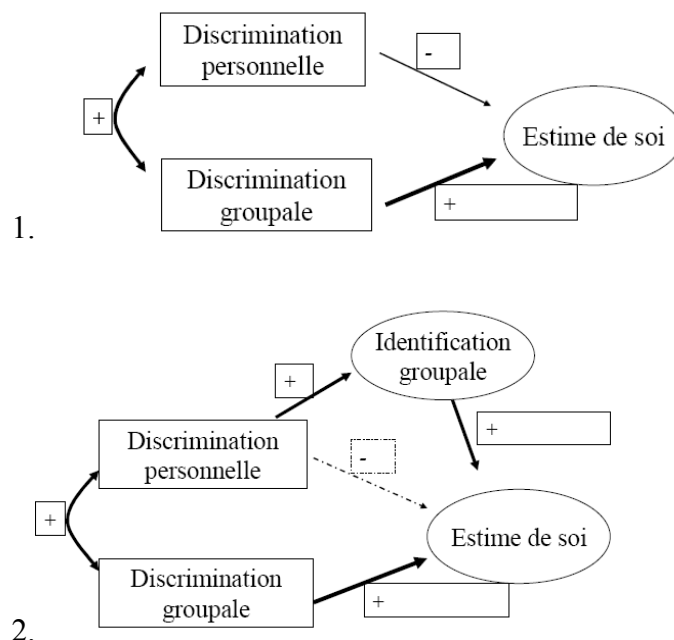 Discrimination
personnelle
-
+
Estime de soi
Discrimination
groupale
+
1.
Identification
groupale
+
+
Discrimination
personnelle
-
+
Estime de soi
Discrimination
groupale
+
2.